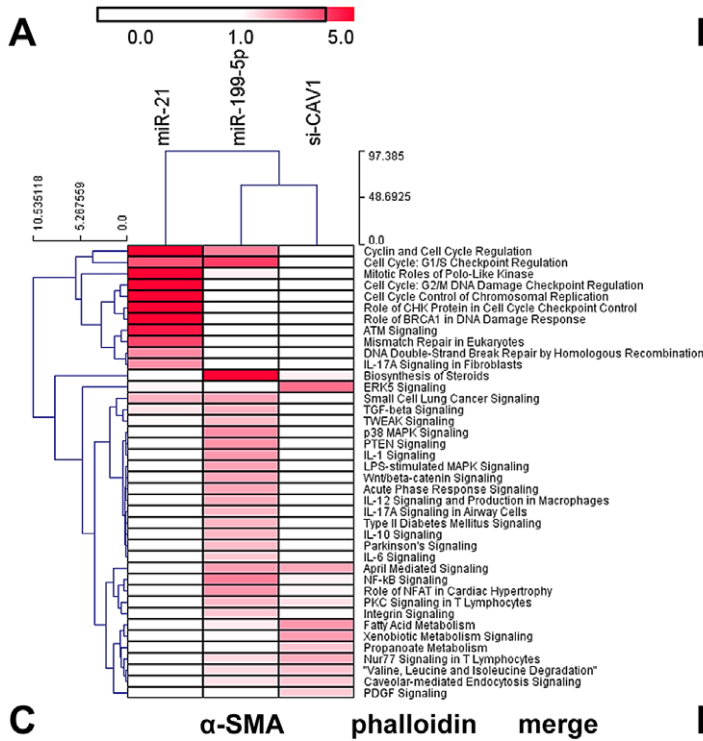 A
0.0 1.0 5.0
miR-21
miR-199-5p
si-CAV1
97.385
48.6925
0.0
10.535118
5.267559
0.0
Cyclin and Cell Cycle Regulation
Cell Cycle: G1/S Checkpoint Regulation
Mitotic Roles of Polo-Like Kinase
Cell Cycle: G2/M DNA Damage Checkpoint Regulation
Cell Cycle Control of Chromosomal Replication
Role of CHK Protein in Cell Cycle Checkpoint Control
Role of BRCA1 in DNA Damage Response
ATM Signaling
Mismatch Repair in Eukaryotes
DNA Double-Strand Break Repair by Homologous Recombination
IL-17A Signaling in Fibroblasts
Biosynthesis of Steroids
ERK5 Signaling
Small Cell Lung Cancer Signaling
TGF-beta Signaling
TWEAK Signaling
p38 MAPK Signaling
PTEN Signaling
IL-1 Signaling
LPS-stimulated MAPK Signaling
Wnt/beta-catenin Signaling
Acute Phase Response Signaling
IL-12 Signaling and Production in Macrophages
IL-17A Signaling in Airway Cells
Type II Diabetes Mellitus Signaling
IL-10 Signaling
Parkinson's Signaling
IL-6 Signaling
April Mediated Signaling
NF-kB Signaling
Role of NFAT in Cardiac Hypertrophy
PKC Signaling in T Lymphocytes
Integrin Signaling
Fatty Acid Metabolism
Xenobiotic Metabolism Signaling
Propanoate Metabolism
Nur77 Signaling in T Lymphocytes
"Valine, Leucine and Isoleucine Degradation"
Caveolar-mediated Endocytosis Signaling
PDGF Signaling
C α-SMA phalloidin merge